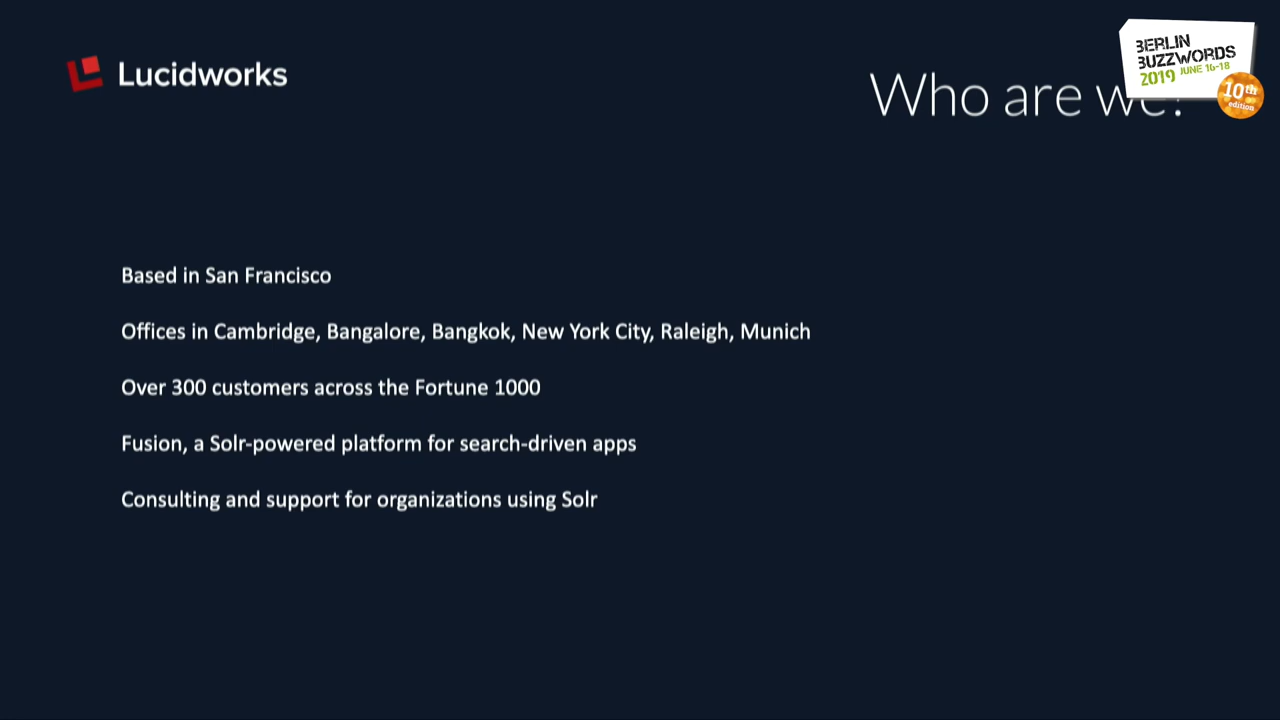 Lucidworks
Who are we?
BERLIN
BUZZWORDS
2019 JUNE 16-18
10th
edition
Based in San Francisco
Offices in Cambridge, Bangalore, Bangkok, New York City, Raleigh, Munich
Over 300 customers across the Fortune 1000
Fusion, a Solr-powered platform for search-driven apps
Consulting and support for organizations using Solr